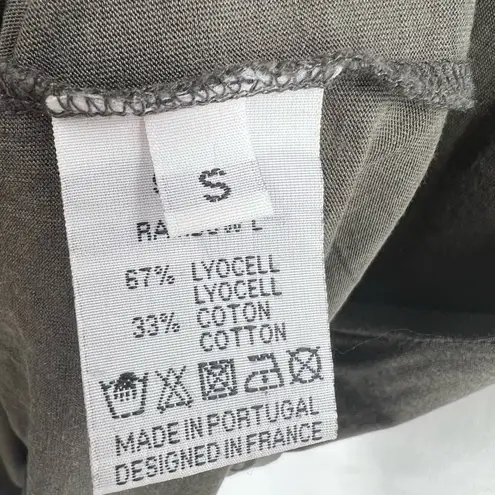 S
67% LYOCELL
LYOCELL
33% COTON
COTTON
MADE IN PORTUGAL
DESIGNED IN FRANCE